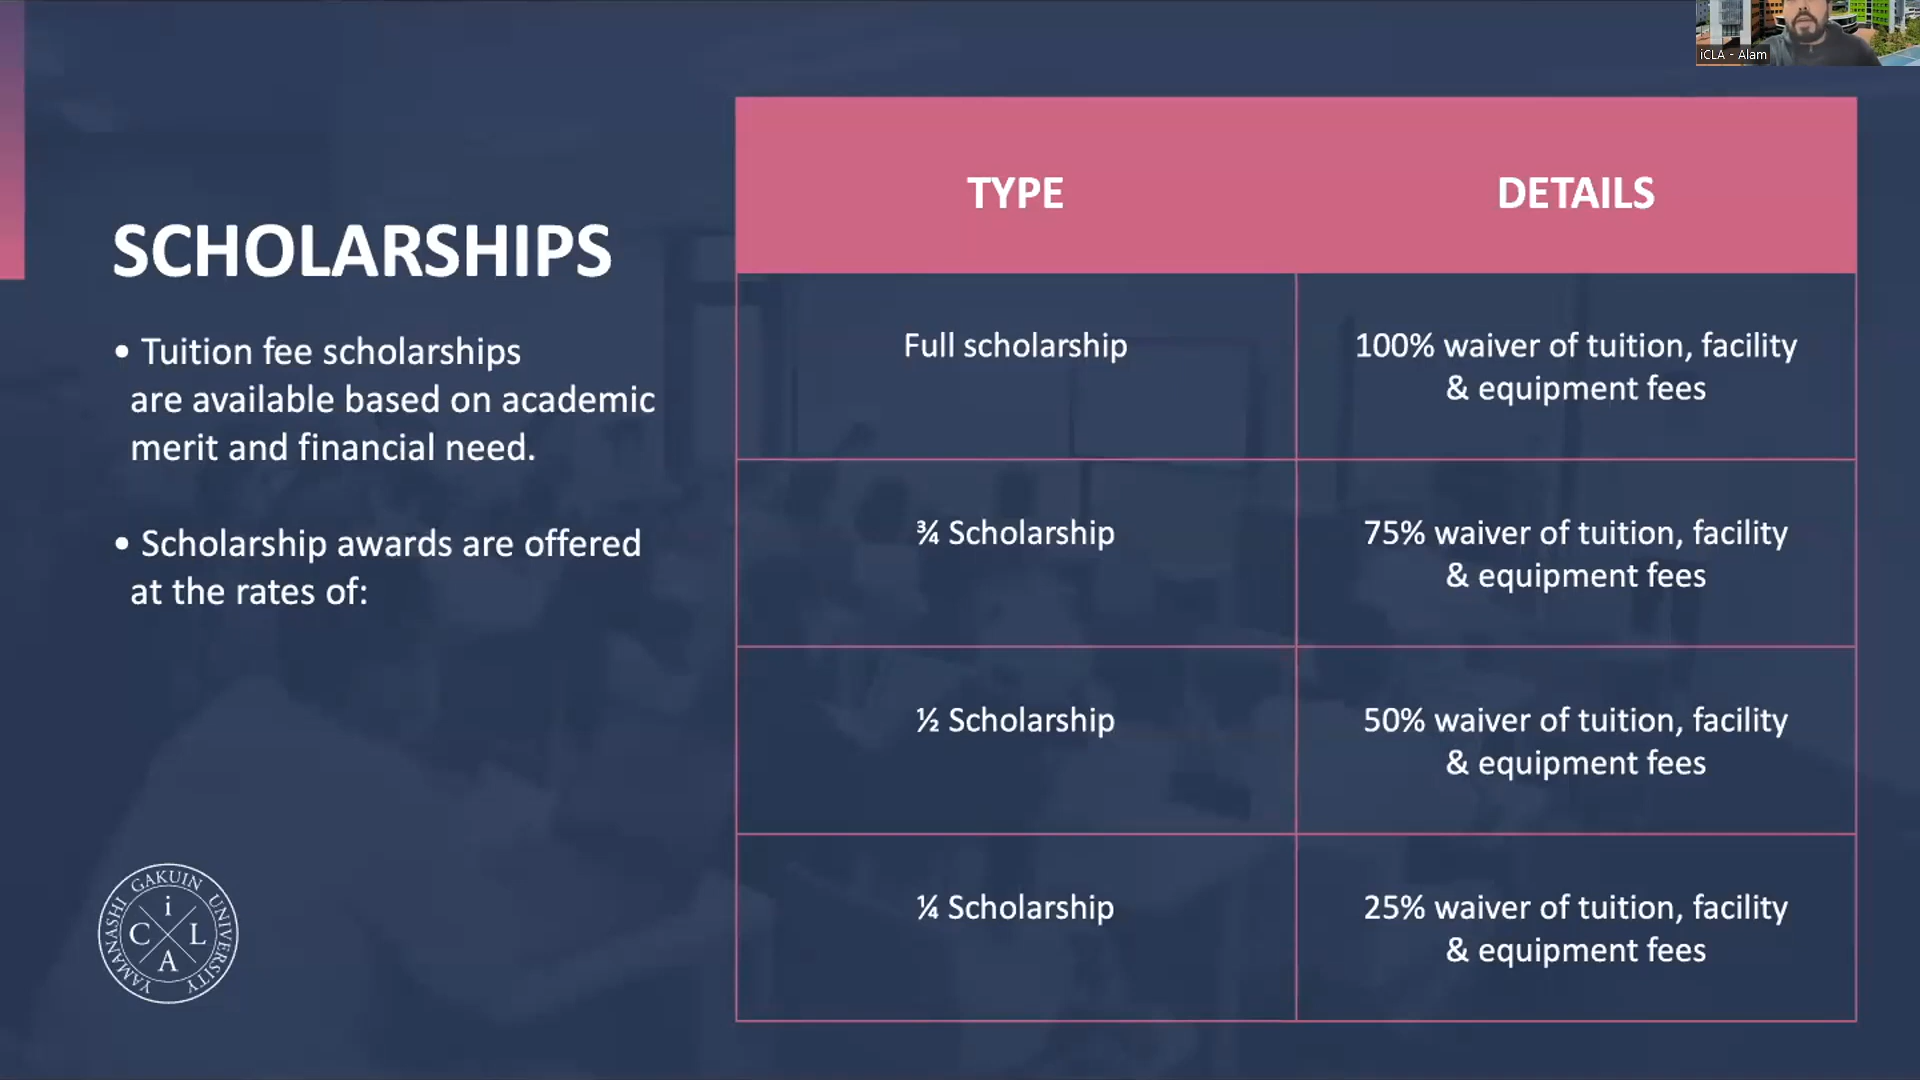 iCLA - Alam
SCHOLARSHIPS
• Tuition fee scholarships
are available based on academic
merit and financial need.
• Scholarship awards are offered
at the rates of:
TYPE
DETAILS
Full scholarship
100% waiver of tuition, facility
& equipment fees
¾ Scholarship
75% waiver of tuition, facility
& equipment fees
½ Scholarship
50% waiver of tuition, facility
& equipment fees
¼ Scholarship
25% waiver of tuition, facility
& equipment fees
YAMANASHI GAKUIN UNIVERSITY
i
C L
A